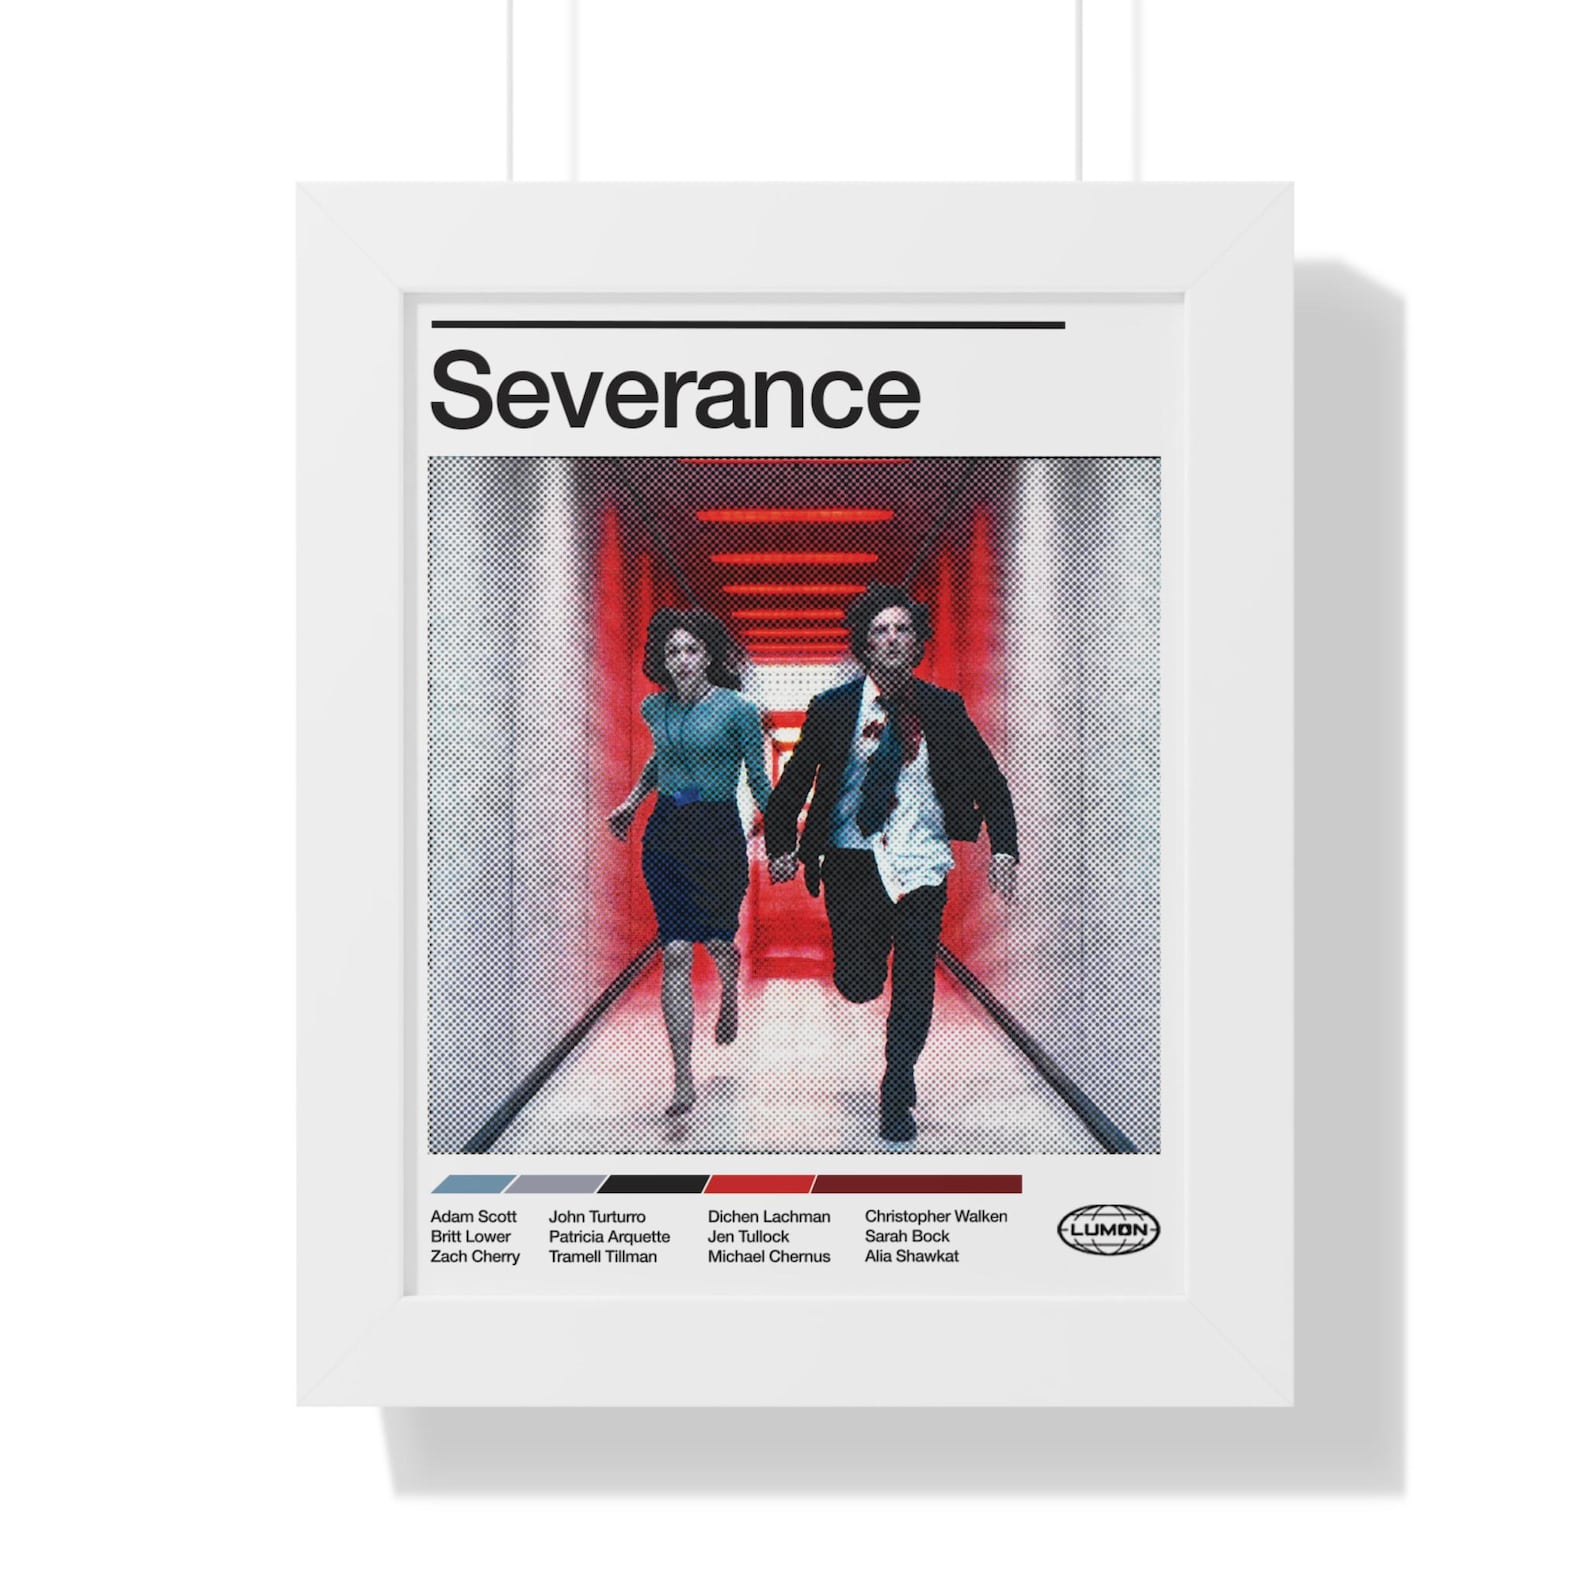 Severance
Adam Scott
Britt Lower
Zach Cherry
John Turturro
Patricia Arquette
Tramell Tillman
Dichen Lachman
Jen Tullock
Michael Chernus
Christopher Walken
Sarah Bock
Alia Shawkat
LUMON